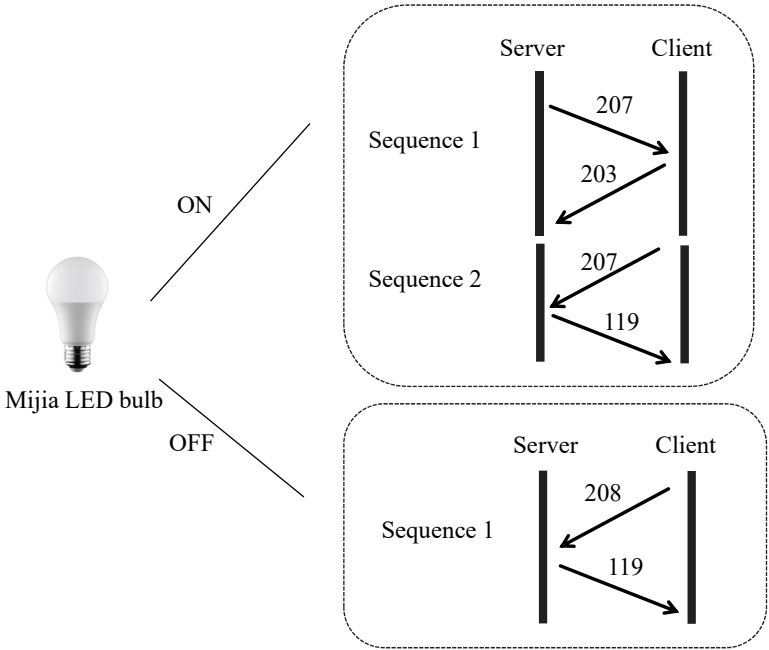 Server Client
207
Sequence 1
203
ON
207
Sequence 2
119
Mijia LED bulb
OFF
Server Client
208
Sequence 1
119